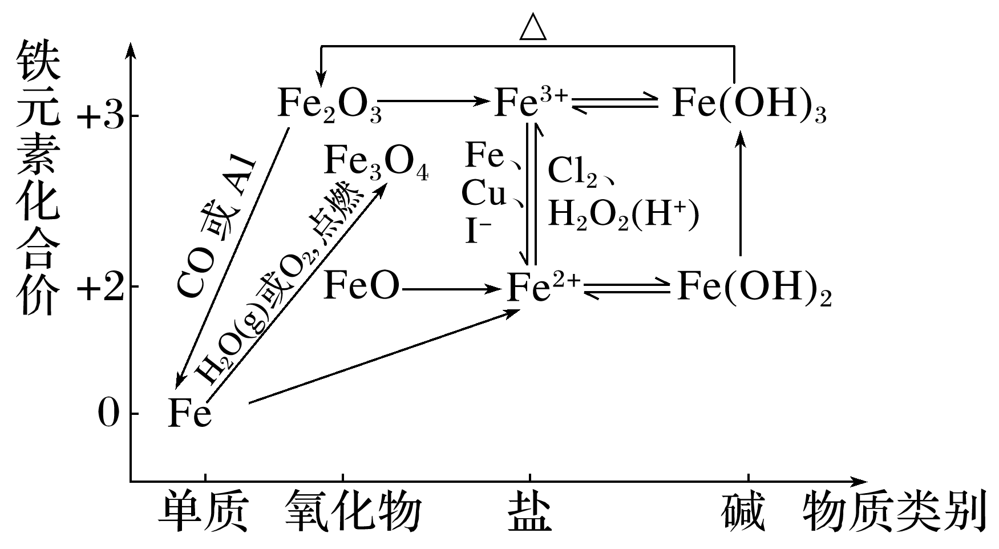 △
铁元素化合价
+3
Fe₂O₃
Fe³⁺
Fe(OH)₃
Fe₃O₄
CO或Al
H₂O(g)或O₂,点燃
Fe、
Cu、
I⁻
Cl₂、
H₂O₂(H⁺)
+2
FeO
Fe²⁺
Fe(OH)₂
0
Fe
单质
氧化物
盐
碱
物质类别